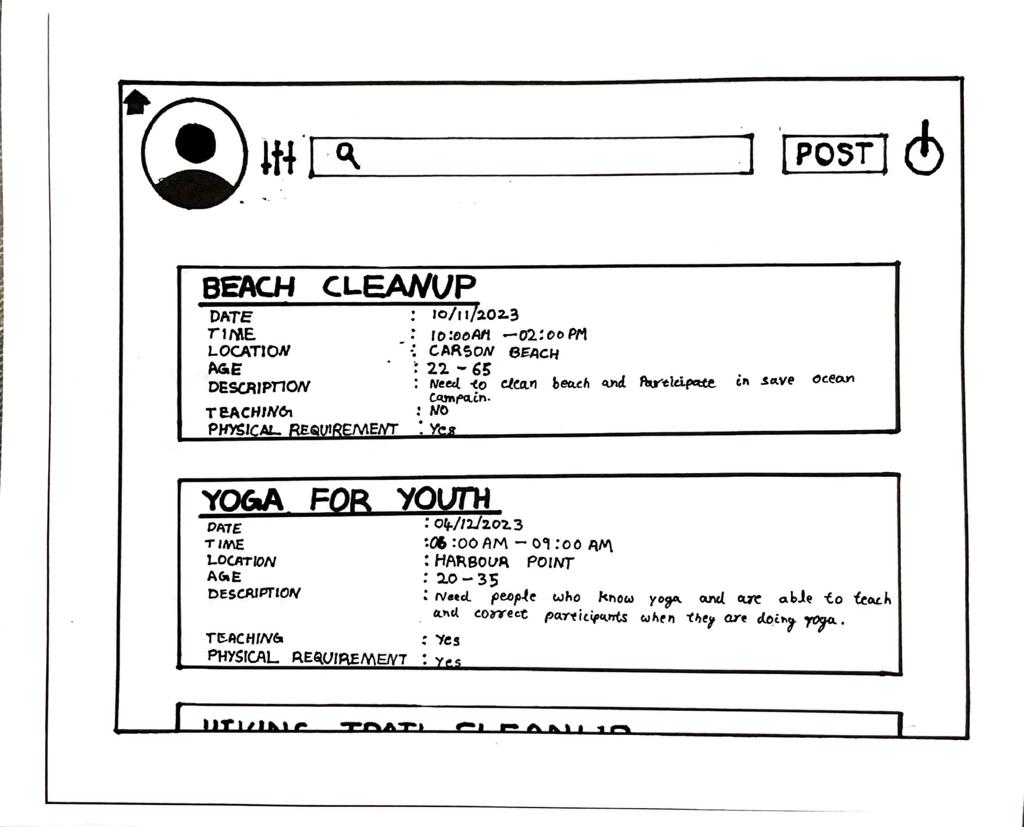 POST
BEACH CLEANUP
DATE : 10/11/2023
TIME : 10:00AM - 02:00PM
LOCATION : CARSON BEACH
AGE : 22 - 65
DESCRIPTION : Need to clean beach and Participate in save ocean
campain.
TEACHING : NO
PHYSICAL REQUIREMENT : Yes
YOGA FOR YOUTH
DATE : 04/12/2023
TIME : 06:00 AM - 09:00 AM
LOCATION : HARBOUR POINT
AGE : 20 - 35
DESCRIPTION : Need people who know yoga and are able to teach
and correct participants when they are doing yoga.
TEACHING : Yes
PHYSICAL REQUIREMENT : Yes
HIKING TRAIL CLEANUP